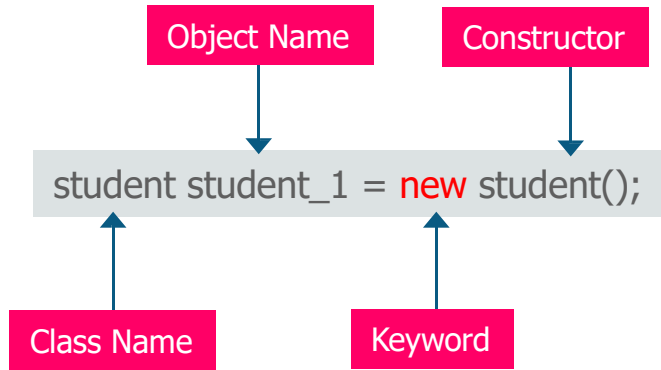 Object Name
Constructor
student student_1 = new student();
Class Name
Keyword